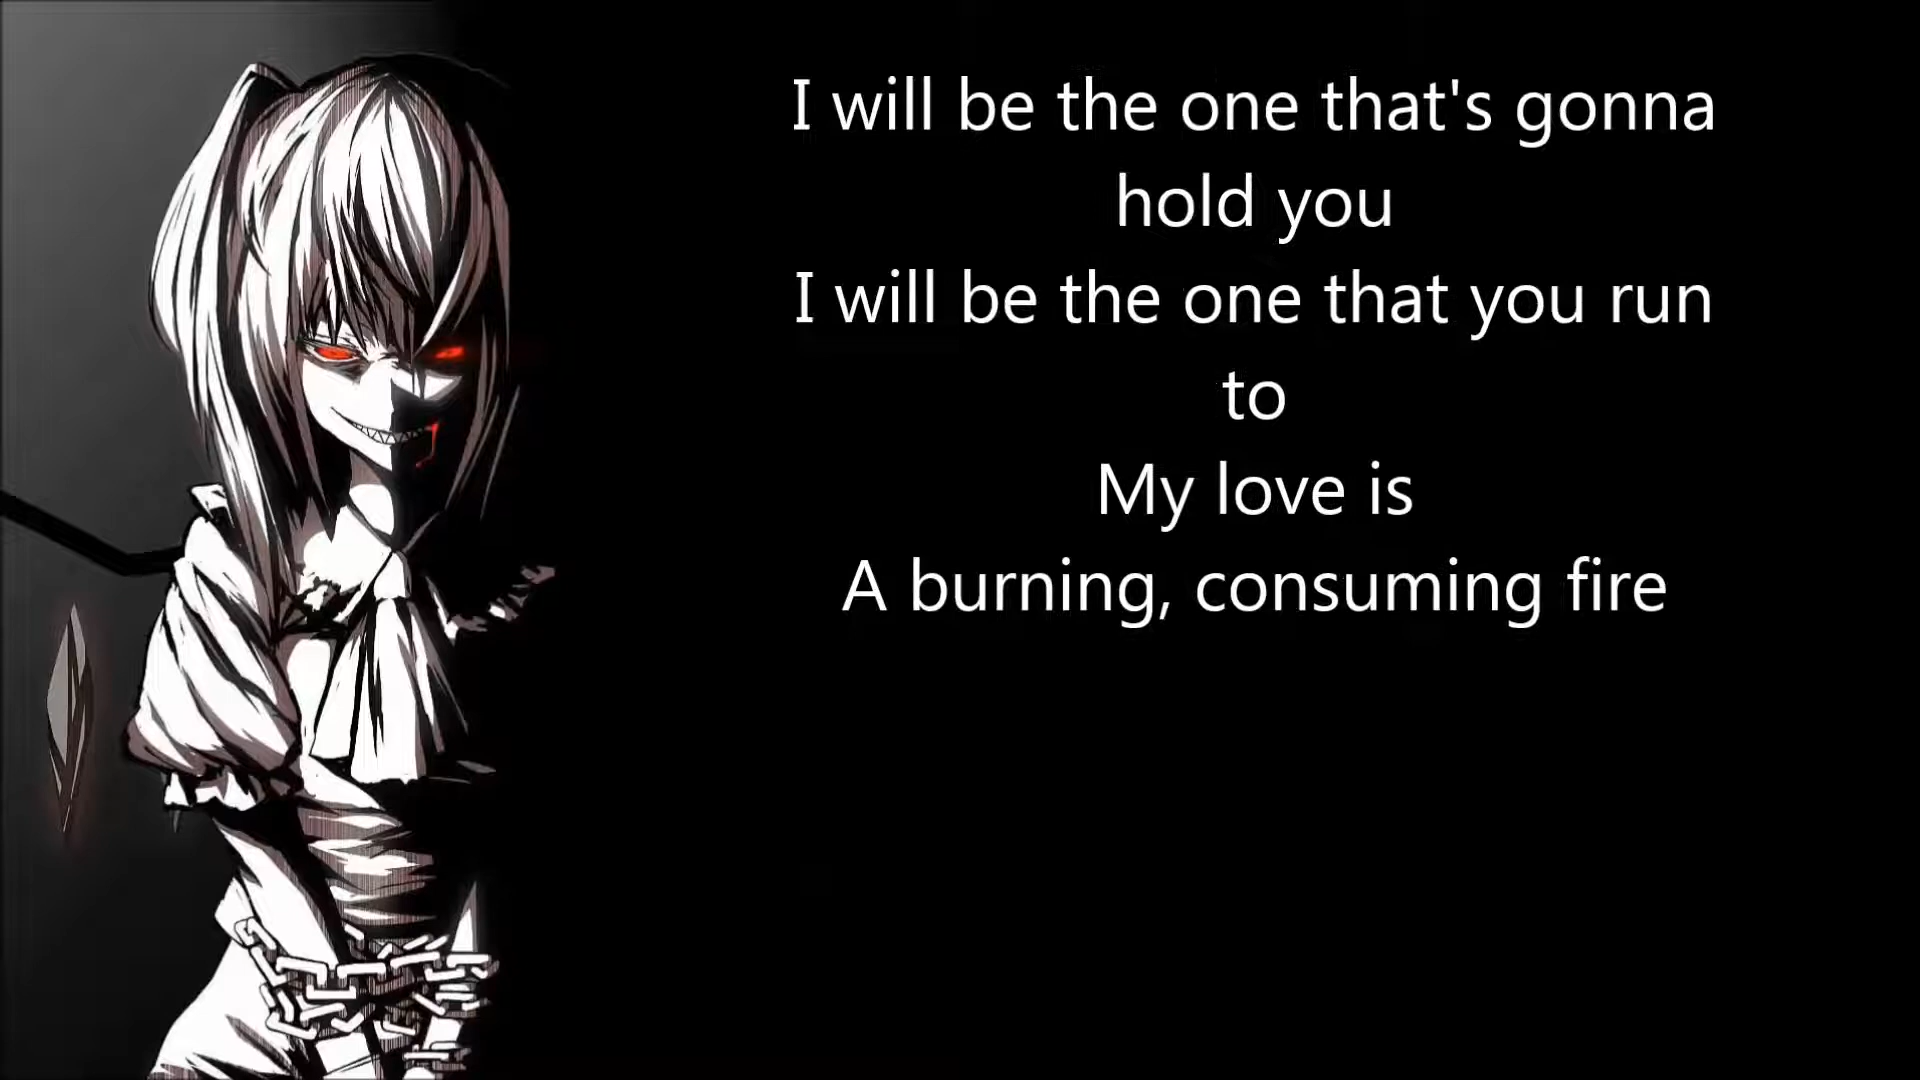 I will be the one that's gonna
hold you
I will be the one that you run
to
My love is
A burning, consuming fire